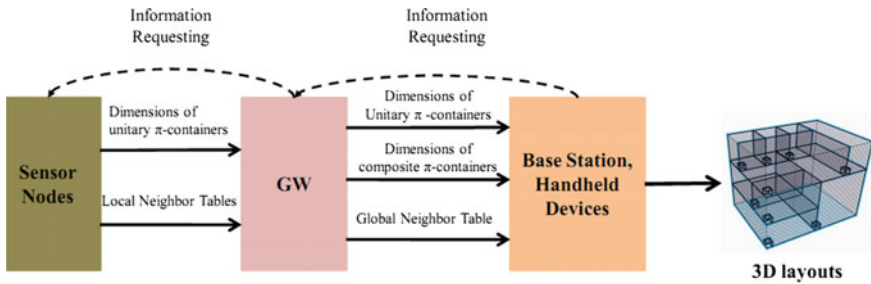 Information
Requesting
Information
Requesting
Sensor
Nodes
Dimensions of
unitary π-containers
Local Neighbor Tables
GW
Dimensions of
Unitary π -containers
Dimensions of
composite π-containers
Global Neighbor Table
Base Station,
Handheld
Devices
3D layouts